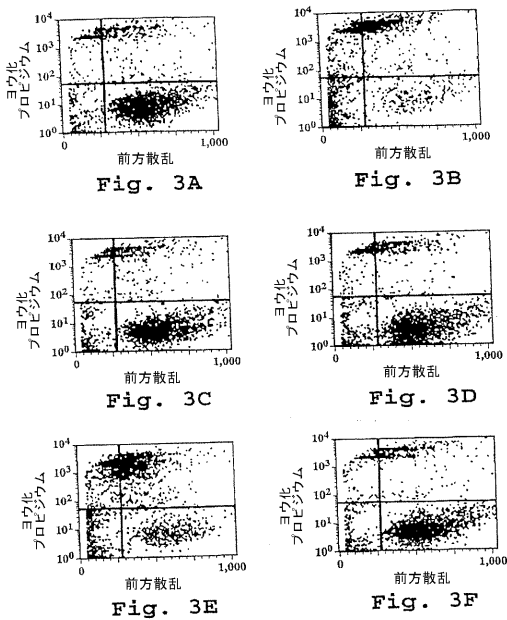 10⁴
10³
10²
10¹
10⁰
ヨウ化
プロピジウム
0
1,000
前方散乱
Fig. 3A
10⁴
10³
10²
10¹
10⁰
ヨウ化
プロピジウム
0
1,000
前方散乱
Fig. 3B
10⁴
10³
10²
10¹
10⁰
ヨウ化
プロピジウム
0
1,000
前方散乱
Fig. 3C
10⁴
10³
10²
10¹
10⁰
ヨウ化
プロピジウム
0
1,000
前方散乱
Fig. 3D
10⁴
10³
10²
10¹
10⁰
ヨウ化
プロピジウム
0
1,000
前方散乱
Fig. 3E
10⁴
10³
10²
10¹
10⁰
ヨウ化
プロピジウム
0
1,000
前方散乱
Fig. 3F